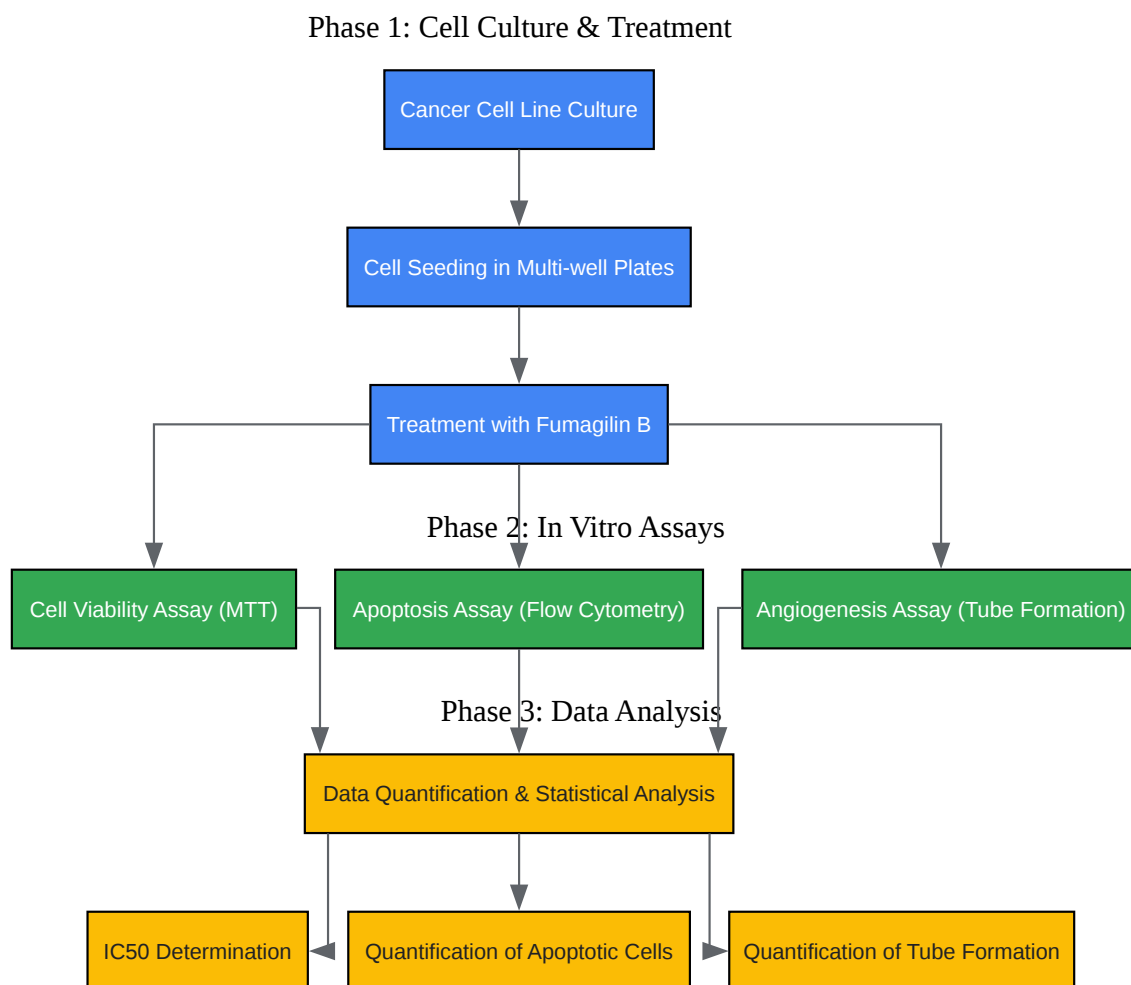 Phase 1: Cell Culture & Treatment
Cancer Cell Line Culture
Cell Seeding in Multi-well Plates
Treatment with Fumagilin B
Phase 2: In Vitro Assays
Cell Viability Assay (MTT)
Apoptosis Assay (Flow Cytometry)
Angiogenesis Assay (Tube Formation)
Phase 3: Data Analysis
Data Quantification & Statistical Analysis
IC50 Determination
Quantification of Apoptotic Cells
Quantification of Tube Formation